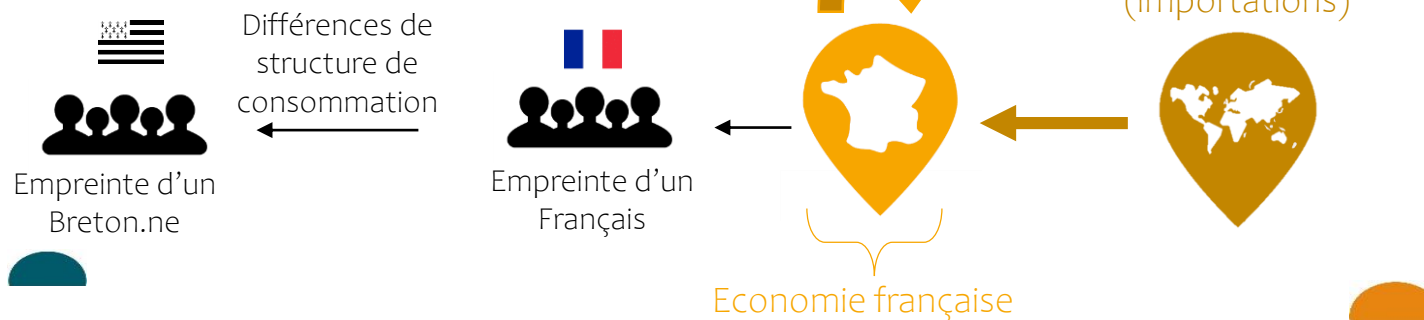 (importations)
Différences de
structure de
consommation
Empreinte d'un
Breton.ne
Empreinte d'un
Français
Economie française